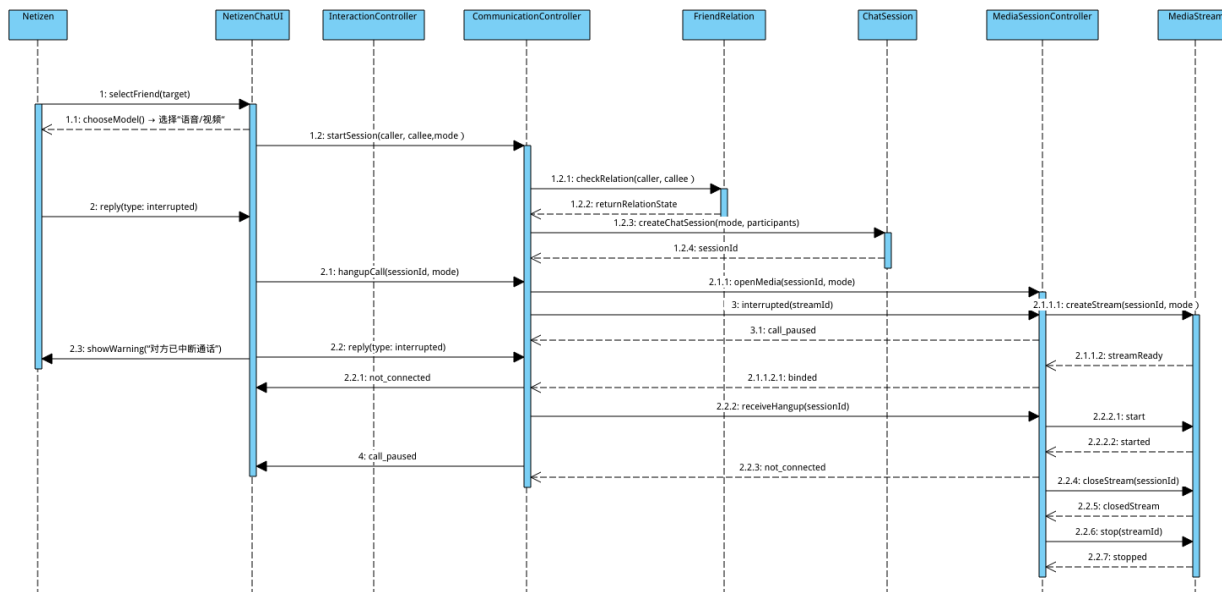 Netizen
NetizenChatUI
InteractionController
CommunicationController
FriendRelation
ChatSession
MediaSessionController
MediaStream
1: selectFriend(target)
1.1: chooseModel() → 选择“语音/视频”
1.2: startSession(caller, callee,mode ）
1.2.1: checkRelation(caller, callee ）
1.2.2: returnRelationState
2: reply(type: interrupted)
1.2.3: createChatSession(mode, participants)
1.2.4: sessionId
2.1: hangupCall(sessionId, mode)
2.1.1: openMedia(sessionId, mode)
3: interrupted(streamId)
2.1.1.1: createStream(sessionId, mode ）
3.1: call_paused
2.3: showWarning(“对方已中断通话”)
2.2: reply(type: interrupted)
2.1.1.2: streamReady
2.2.1: not_connected
2.1.1.2.1: binded
2.2.2: receiveHangup(sessionId)
2.2.2.1: start
2.2.2.2: started
4: call_paused
2.2.3: not_connected
2.2.4: closeStream(sessionId)
2.2.5: closedStream
2.2.6: stop(streamId)
2.2.7: stopped